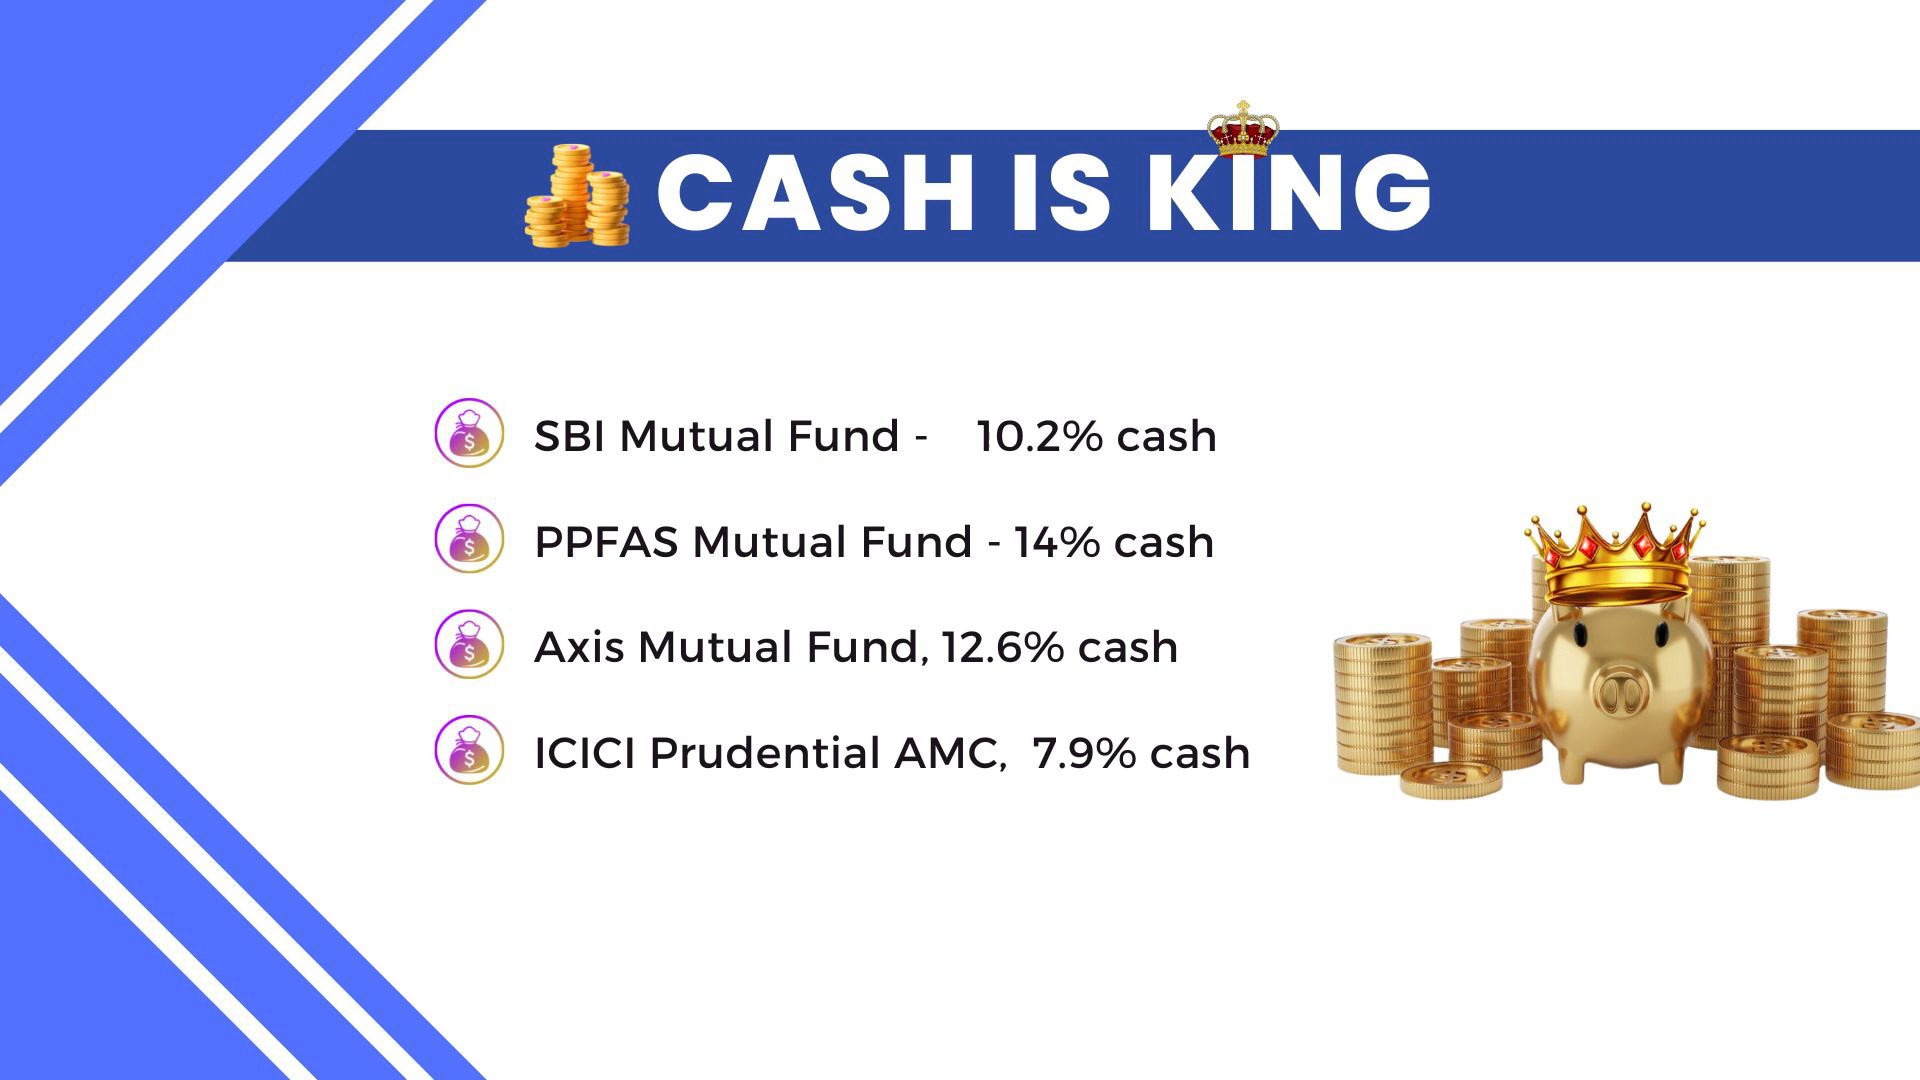 CASH IS KING
SBI Mutual Fund - 10.2% cash
PPFAS Mutual Fund - 14% cash
Axis Mutual Fund, 12.6% cash
ICICI Prudential AMC, 7.9% cash